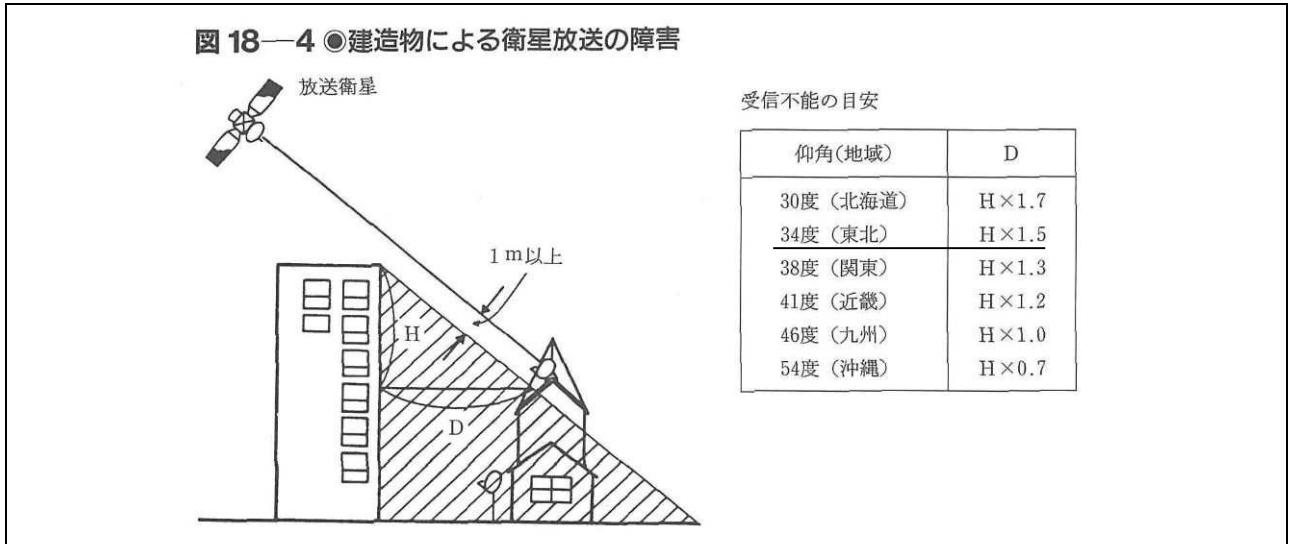 図 18—4 ◉建造物による衛星放送の障害
放送衛星
1m以上
H
D
受信不能の目安
仰角(地域) D
30度（北海道） H×1.7
34度（東北） H×1.5
38度（関東） H×1.3
41度（近畿） H×1.2
46度（九州） H×1.0
54度（沖縄） H×0.7